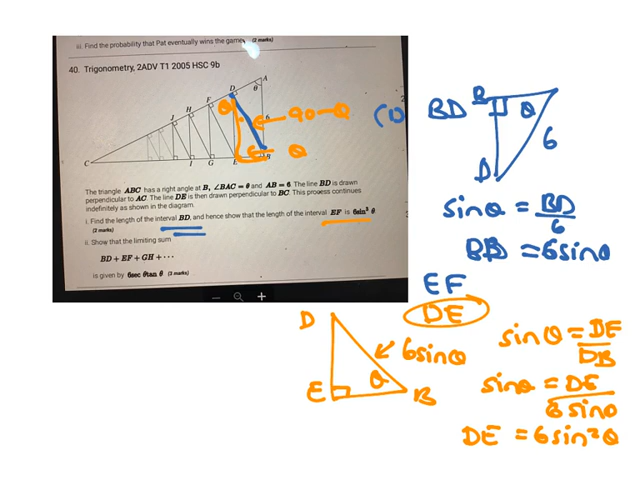 iii. Find the probability that Pat eventually wins the game. (2 marks)
40. Trigonometry, 2ADV T1 2005 HSC 9b
A
θ
D
F
H
J
6
C
I
G
E
B
θ
90-θ
θ
The triangle ABC has a right angle at B, ∠BAC = θ and AB = 6. The line BD is drawn
perpendicular to AC. The line DE is then drawn perpendicular to BC. This process continues
indefinitely as shown in the diagram.
i. Find the length of the interval BD, and hence show that the length of the interval EF is 6sin³ θ
(2 marks)
ii. Show that the limiting sum
BD + EF + GH + ···
is given by 6sec θtan θ (3 marks)
(1)
BD
B
θ
6
D
sinθ = BD/6
BD = 6sinθ
EF
DE
D
6sinθ
θ
E
B
sinθ = DE/DB
sinθ = DE/6sinθ
DE = 6sin²θ